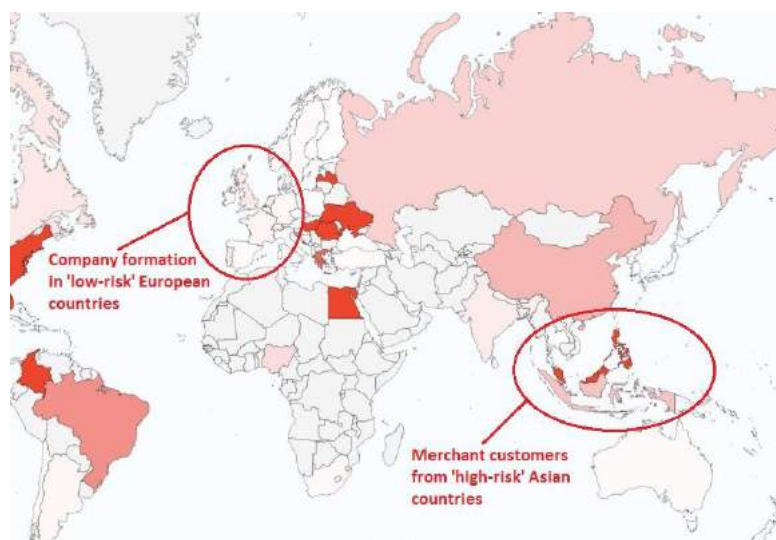 Company formation
in 'low-risk' European
countries
Merchant customers
from 'high-risk' Asian
countries